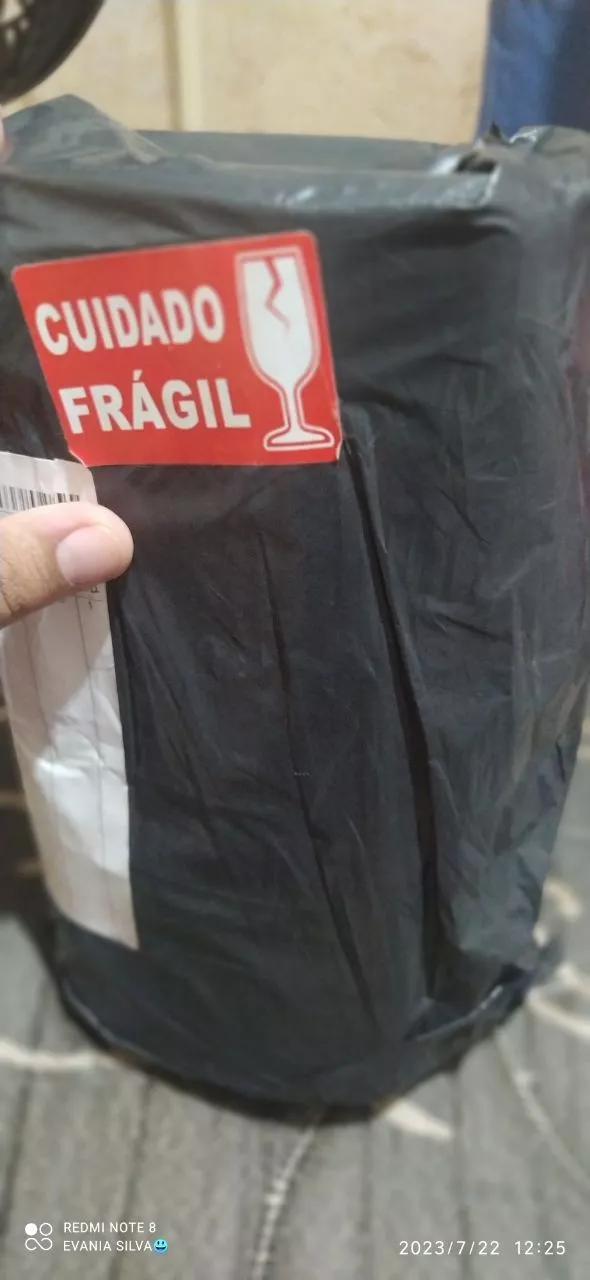 CUIDADO
FRÁGIL
REDMI NOTE 8
EVANIA SILVA😃
2023/7/22 12:25